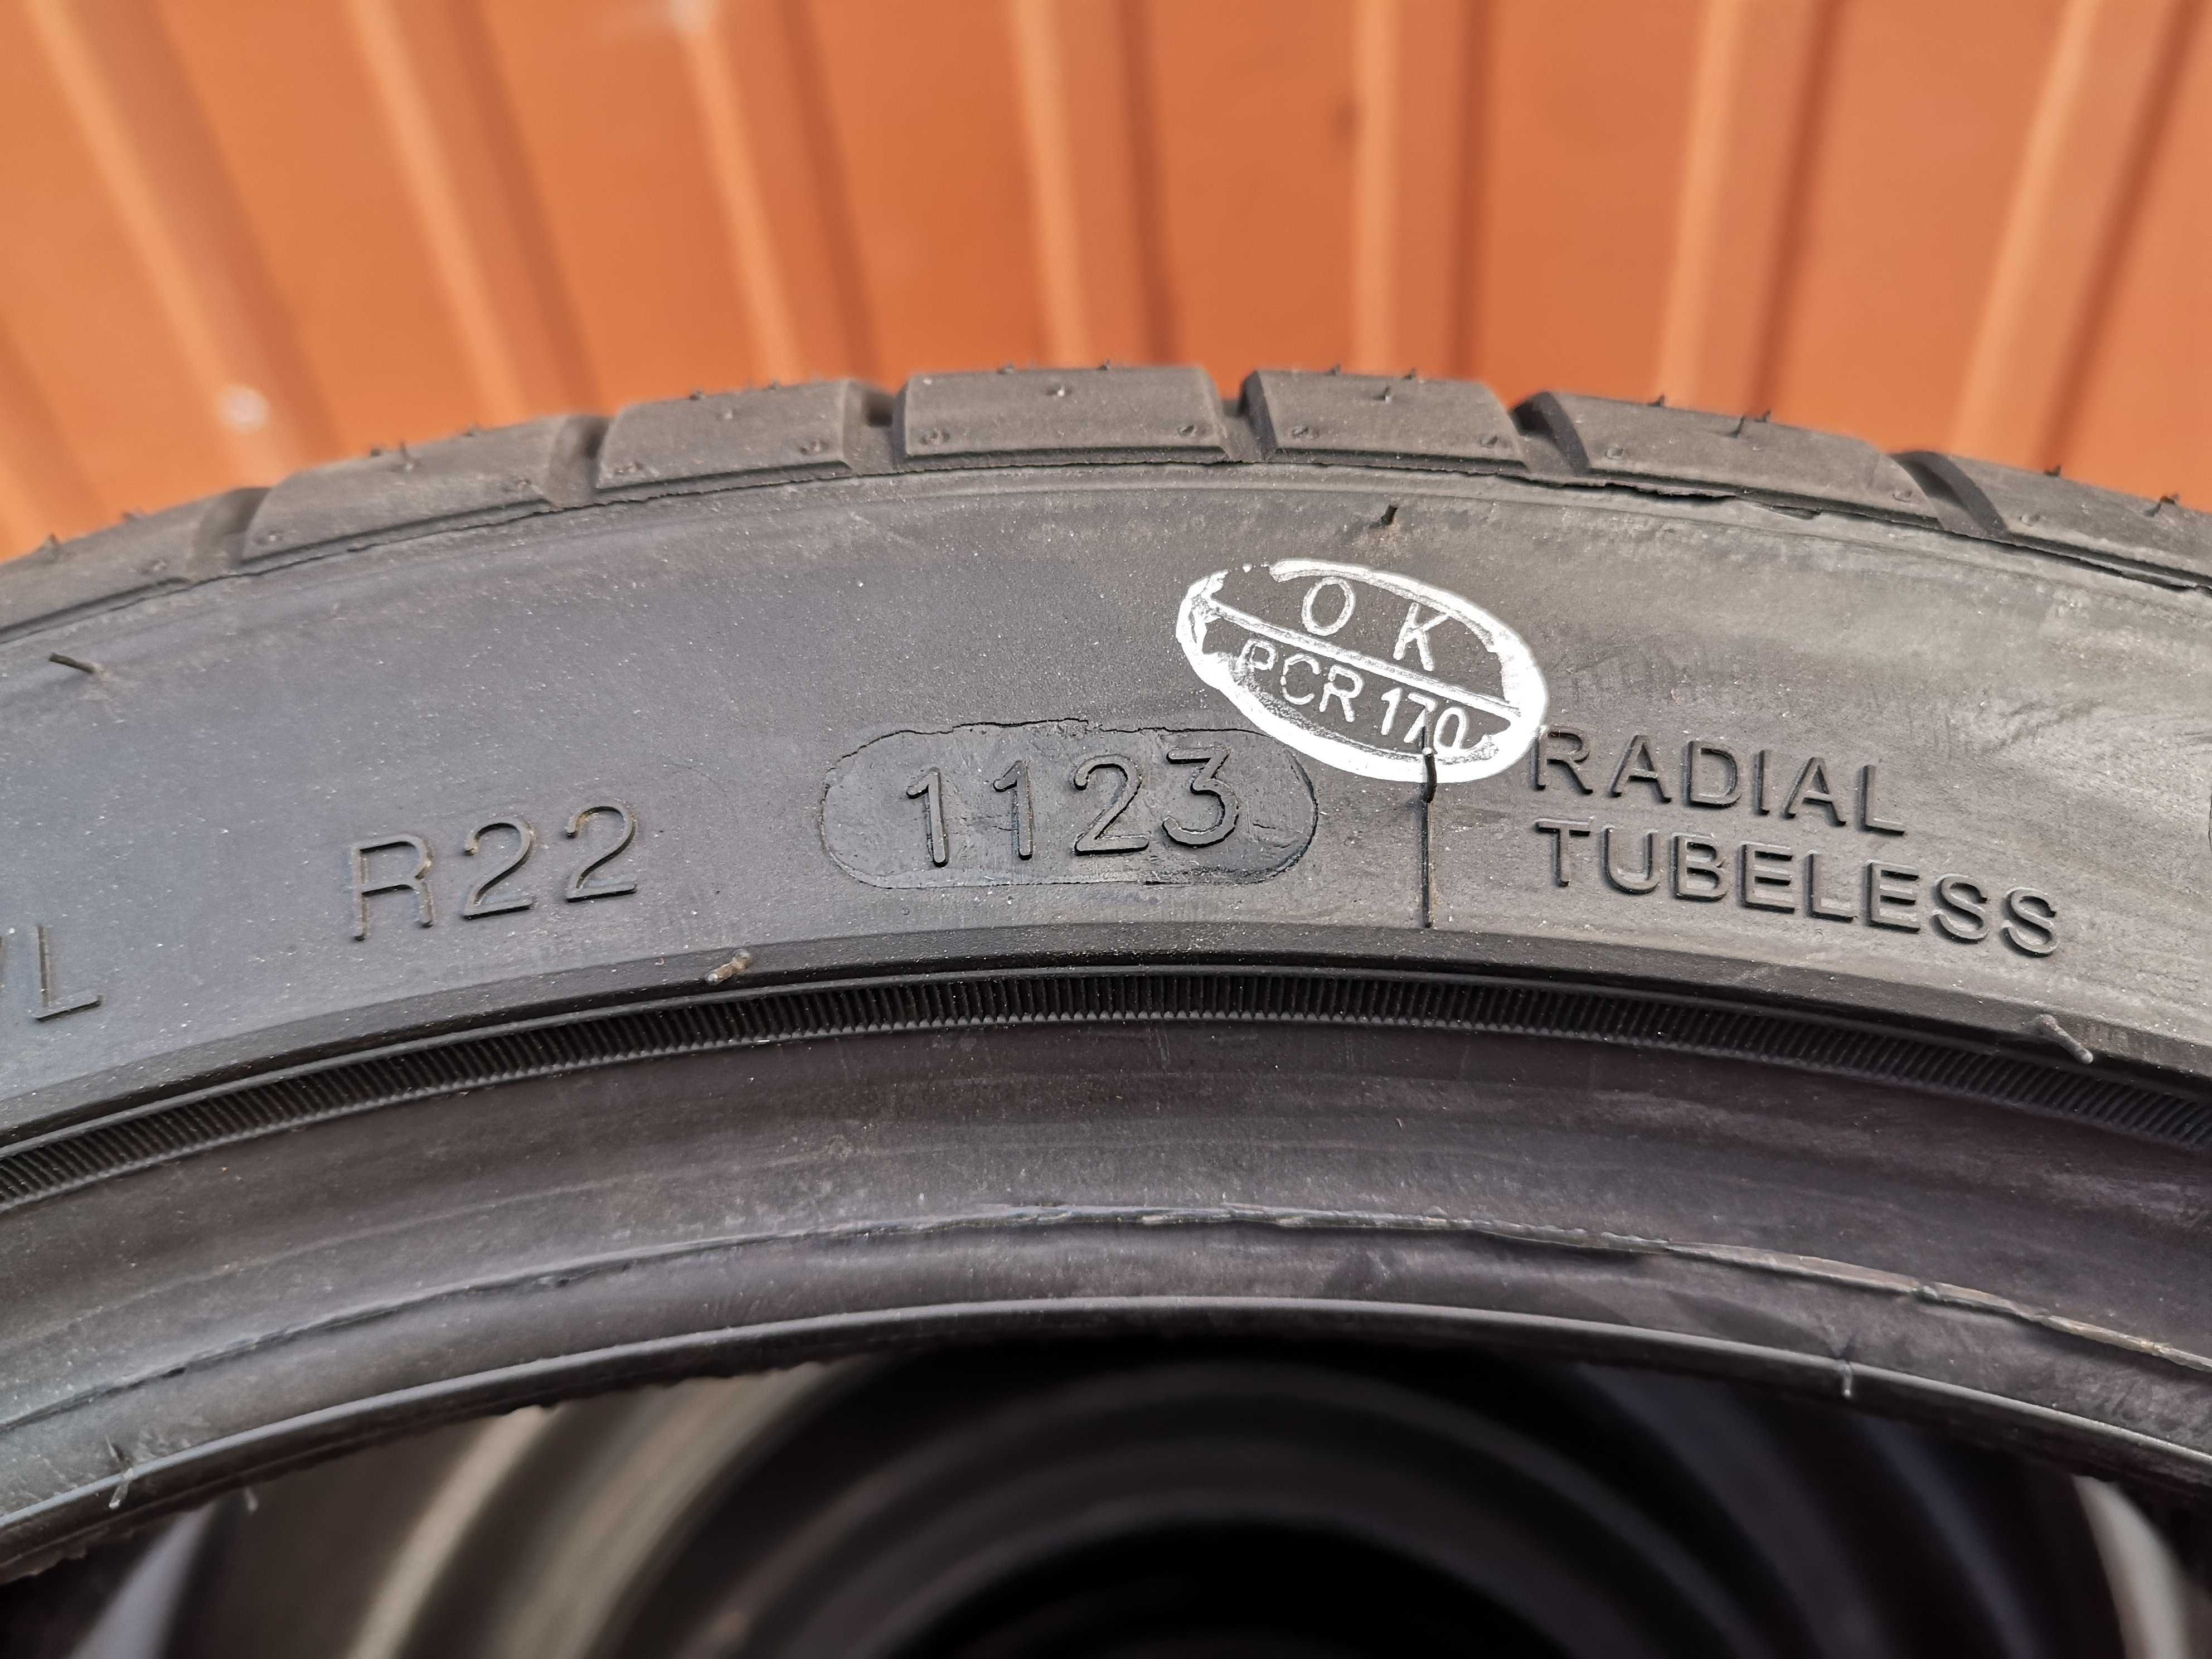 OK
PCR 170
R22
1123
RADIAL
TUBELESS